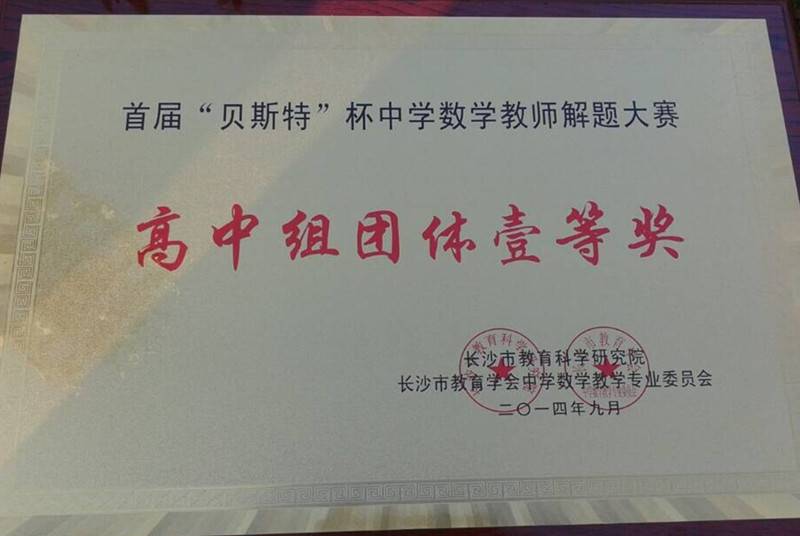 首届“贝斯特”杯中学数学教师解题大赛
高中组团体壹等奖
长沙市教育科学研究院
长沙市教育学会中学数学教学专业委员会
二〇一四年九月